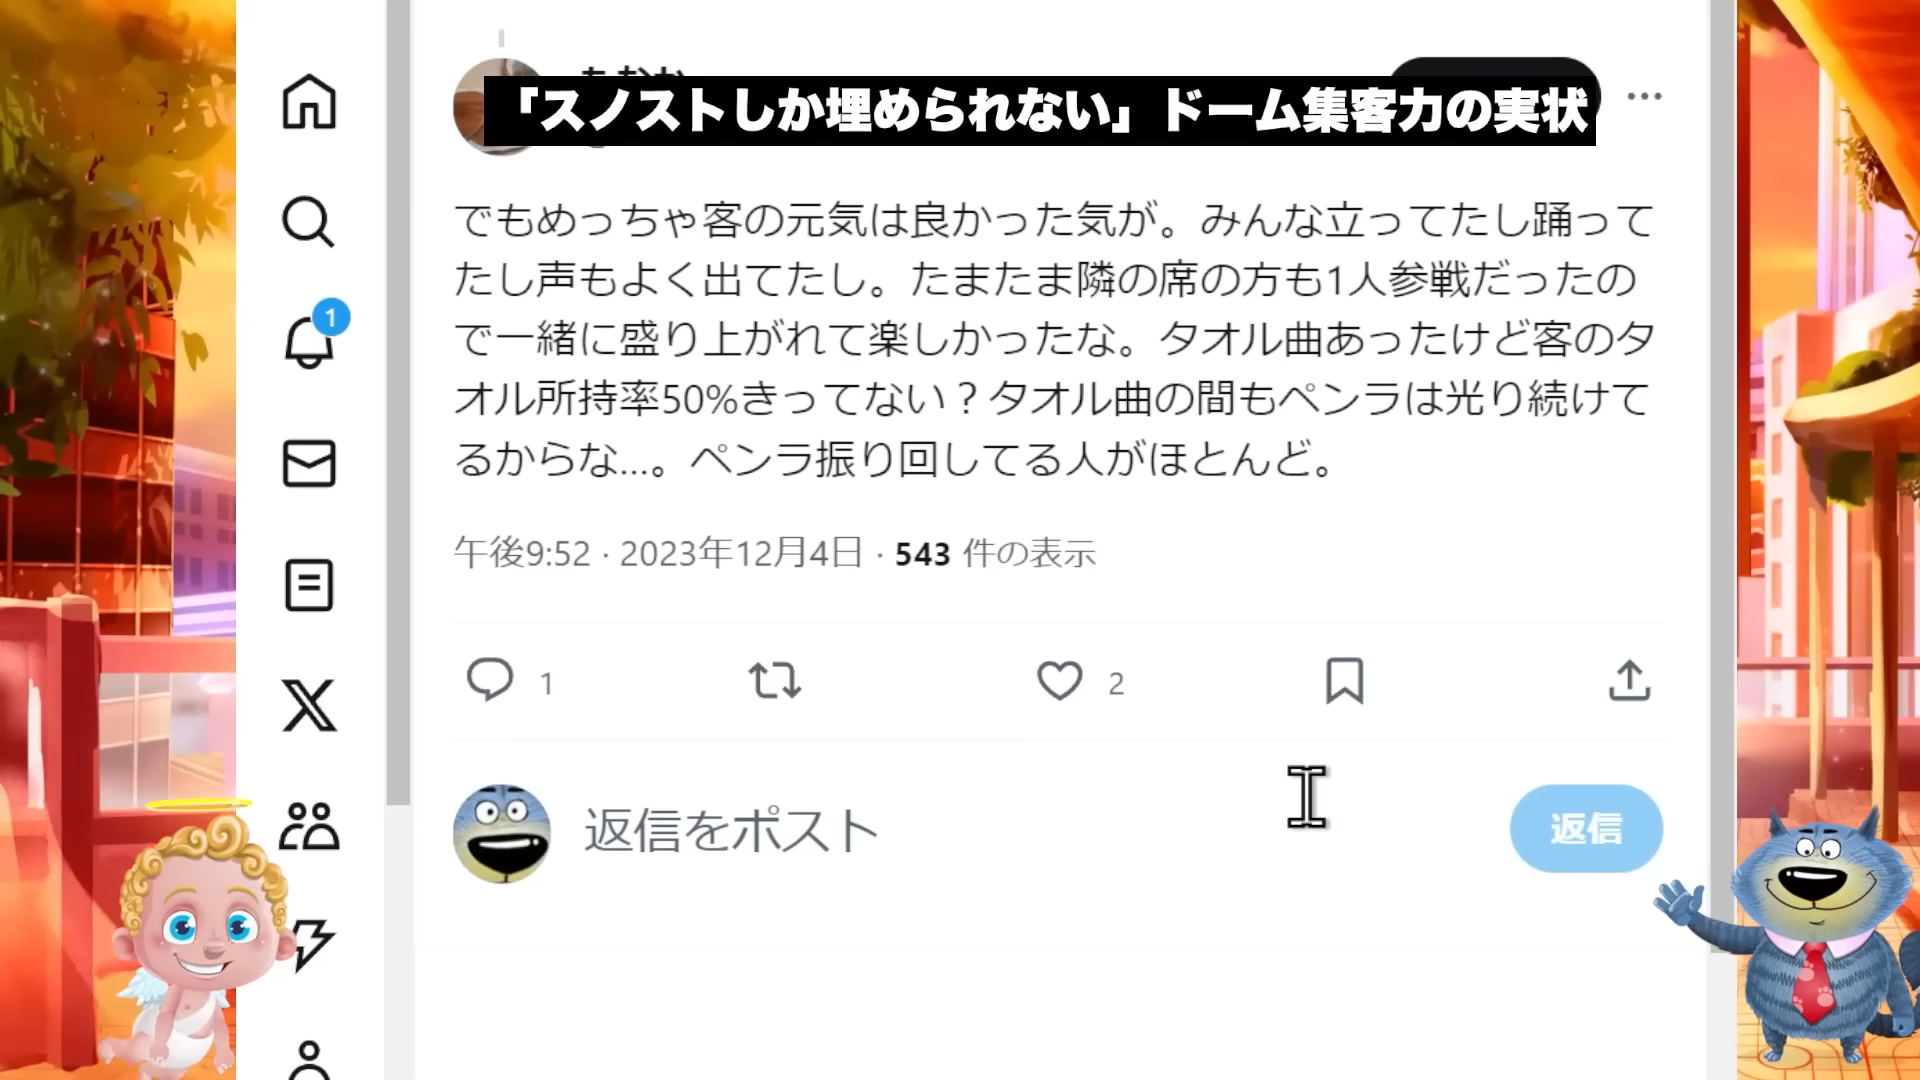 「スノストしか埋められない」ドーム集客力の実状
でもめっちゃ客の元気は良かった気が。みんな立ってたし踊って
たし声もよく出てたし。たまたま隣の席の方も1人参戦だったの
で一緒に盛り上がれて楽しかったな。タオル曲あったけど客のタ
オル所持率50%きってない？タオル曲の間もペンラは光り続けて
るからな...。ペンラ振り回してる人がほとんど。
午後9:52 · 2023年12月4日 · 543 件の表示
1
1
2
返信をポスト
返信